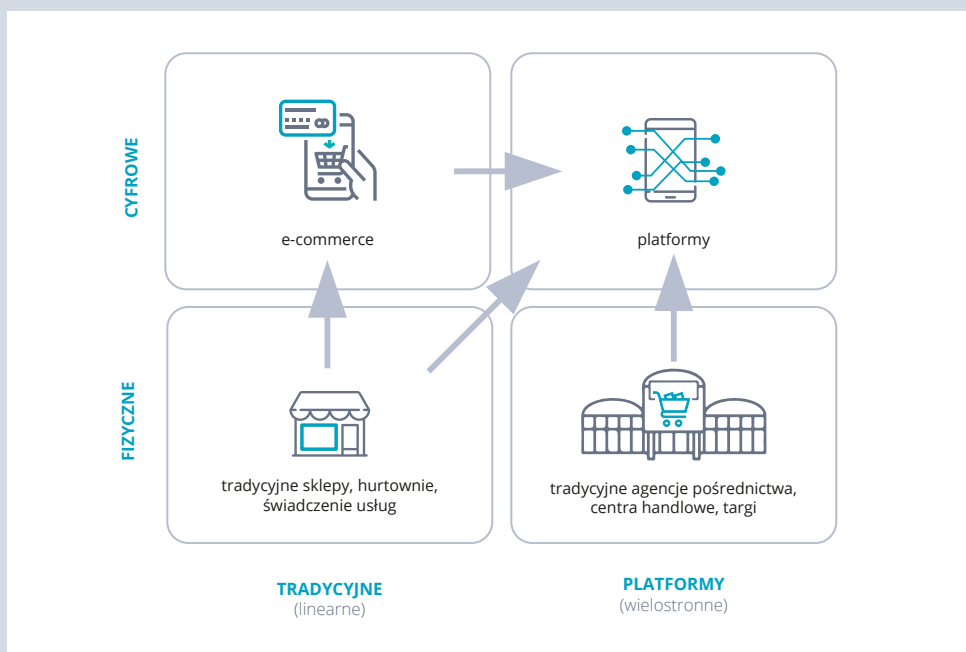 CYFROWE
e-commerce
platformy
FIZYCZNE
tradycyjne sklepy, hurtownie,
świadczenie usług
tradycyjne agencje pośrednictwa,
centra handlowe, targi
TRADYCYJNE
(linearne)
PLATFORMY
(wielostronne)